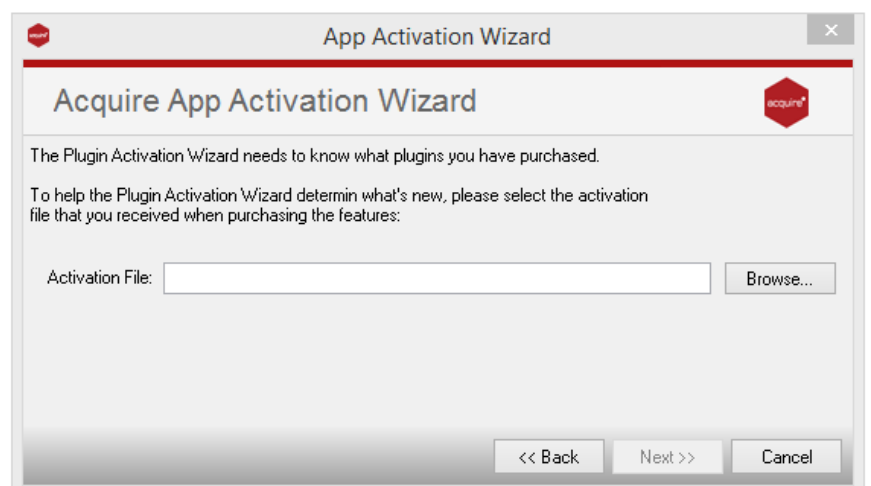 App Activation Wizard
Acquire App Activation Wizard
acquire
The Plugin Activation Wizard needs to know what plugins you have purchased.
To help the Plugin Activation Wizard determin what's new, please select the activation
file that you received when purchasing the features:
Activation File:
Browse...
<< Back
Next >>
Cancel